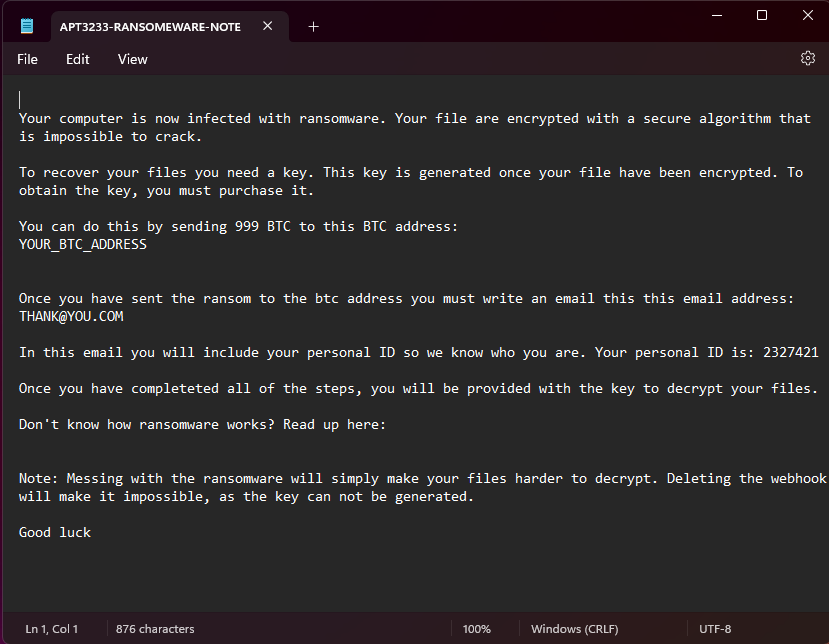 APT3233-RANSOMEWARE-NOTE
File Edit View
Your computer is now infected with ransomware. Your file are encrypted with a secure algorithm that
is impossible to crack.
To recover your files you need a key. This key is generated once your file have been encrypted. To
obtain the key, you must purchase it.
You can do this by sending 999 BTC to this BTC address:
YOUR_BTC_ADDRESS
Once you have sent the ransom to the btc address you must write an email this this email address:
THANK@YOU.COM
In this email you will include your personal ID so we know who you are. Your personal ID is: 2327421
Once you have completeted all of the steps, you will be provided with the key to decrypt your files.
Don't know how ransomware works? Read up here:
Note: Messing with the ransomware will simply make your files harder to decrypt. Deleting the webhook
will make it impossible, as the key can not be generated.
Good luck
Ln 1, Col 1 876 characters 100% Windows (CRLF) UTF-8